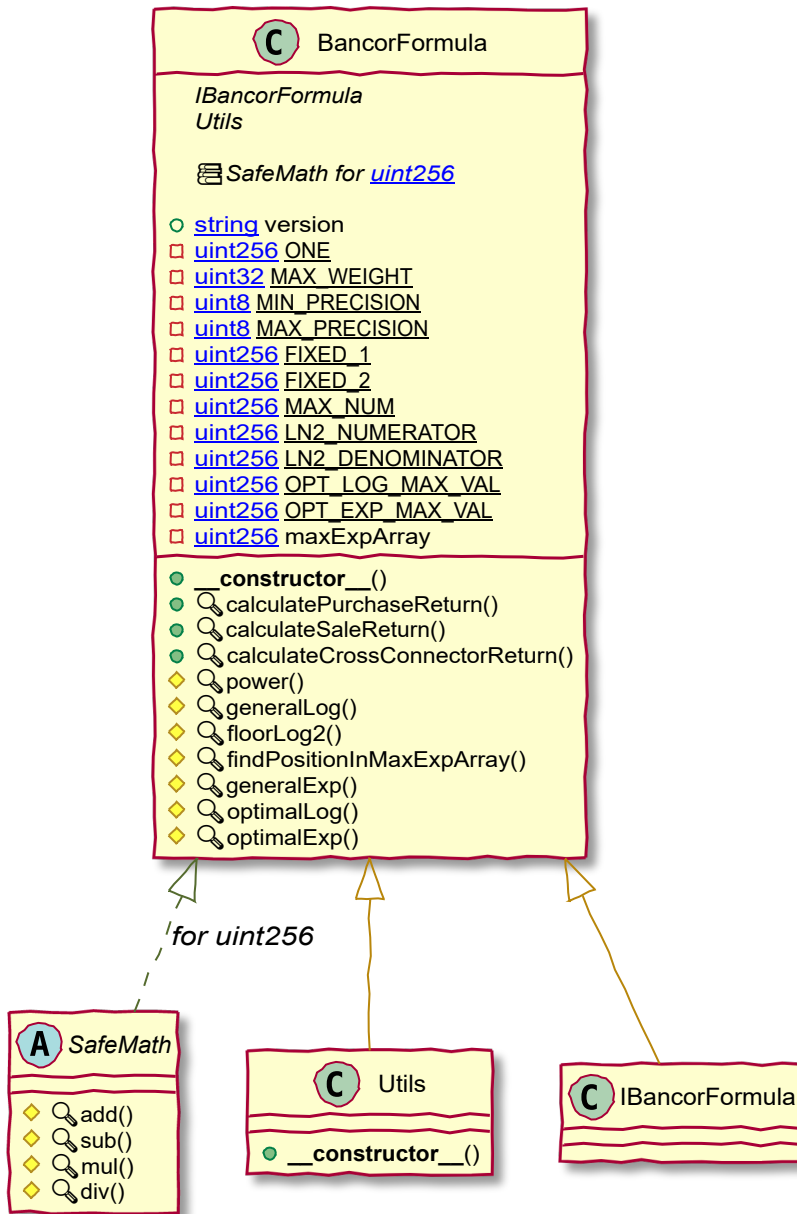 C BancorFormula
IBancorFormula
Utils
SafeMath for uint256
string version
uint256 ONE
uint32 MAX_WEIGHT
uint8 MIN_PRECISION
uint8 MAX_PRECISION
uint256 FIXED_1
uint256 FIXED_2
uint256 MAX_NUM
uint256 LN2_NUMERATOR
uint256 LN2_DENOMINATOR
uint256 OPT_LOG_MAX_VAL
uint256 OPT_EXP_MAX_VAL
uint256 maxExpArray
__constructor__()
calculatePurchaseReturn()
calculateSaleReturn()
calculateCrossConnectorReturn()
power()
generalLog()
floorLog2()
findPositionInMaxExpArray()
generalExp()
optimalLog()
optimalExp()
for uint256
A SafeMath
add()
sub()
mul()
div()
C Utils
__constructor__()
C IBancorFormula